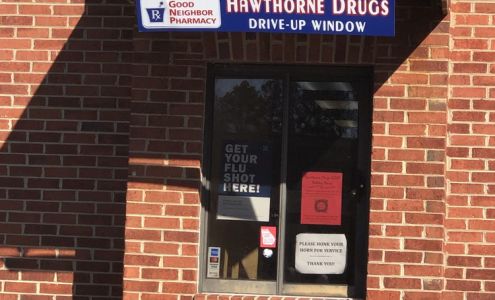 GOOD
NEIGHBOR
PHARMACY
HAWTHORNE DRUGS
DRIVE-UP WINDOW
GET
YOUR
FLU
SHOT
HERE!
PLEASE HONK YOUR
HORN FOR SERVICE
THANK YOU!